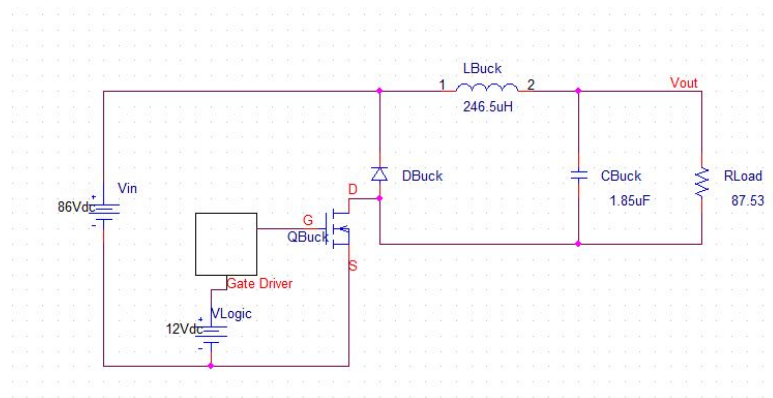 LBuck
1
2
246.5uH
Vout
DBuck
CBuck
1.85uF
RLoad
87.53
Vin
+
86Vdc
-
D
G
QBuck
S
Gate Driver
VLogic
+
12Vdc
-